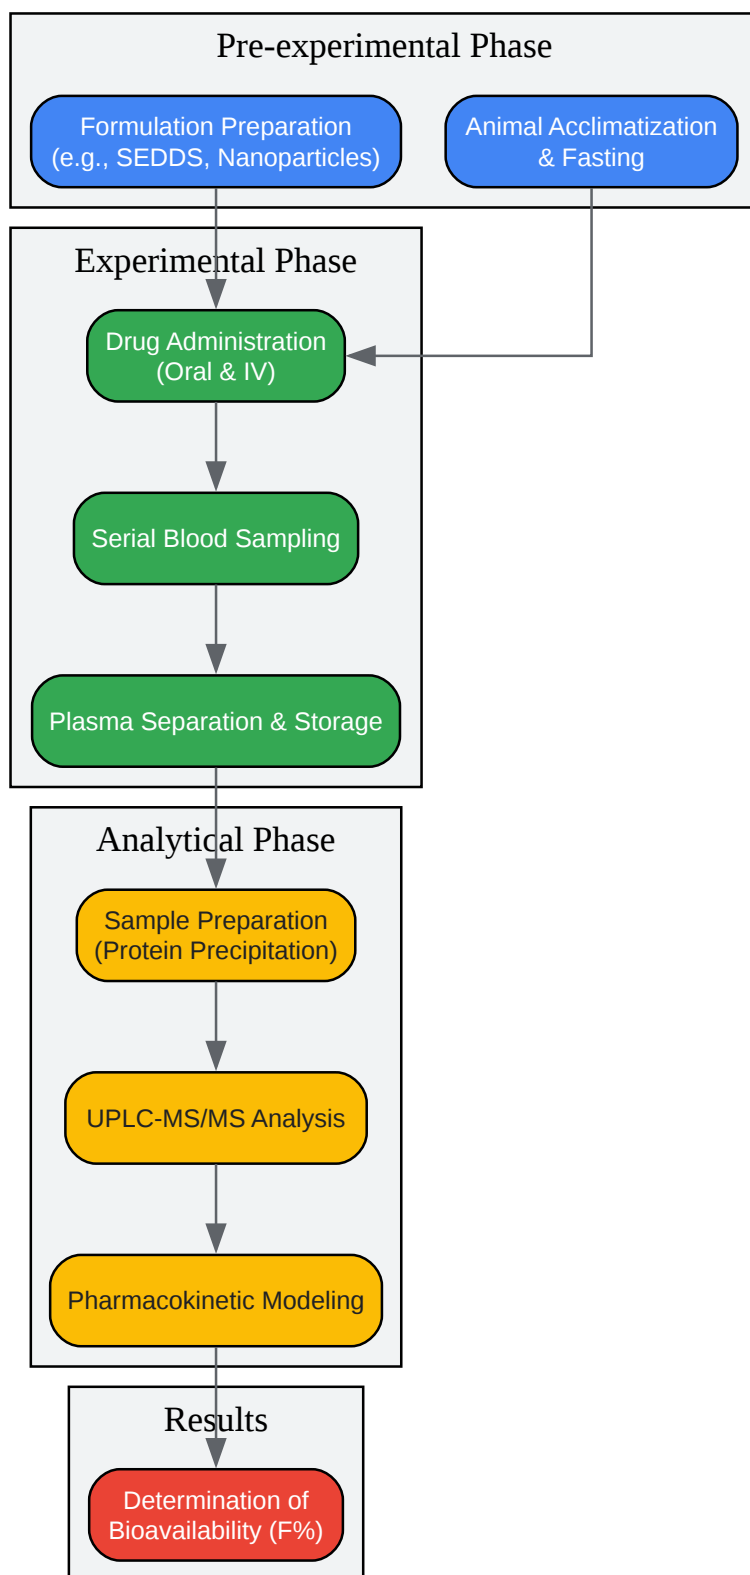 Pre-experimental Phase
Formulation Preparation
(e.g., SEDDS, Nanoparticles)
Animal Acclimatization
& Fasting
Experimental Phase
Drug Administration
(Oral & IV)
Serial Blood Sampling
Plasma Separation & Storage
Analytical Phase
Sample Preparation
(Protein Precipitation)
UPLC-MS/MS Analysis
Pharmacokinetic Modeling
Results
Determination of
Bioavailability (F%)